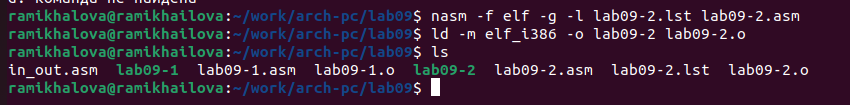 ramikhalova@ramikhailova:~/work/arch-pc/lab09$ nasm -f elf -g -l lab09-2.lst lab09-2.asm
ramikhalova@ramikhailova:~/work/arch-pc/lab09$ ld -m elf_i386 -o lab09-2 lab09-2.o
ramikhalova@ramikhailova:~/work/arch-pc/lab09$ ls
in_out.asm lab09-1 lab09-1.asm lab09-1.o lab09-2 lab09-2.asm lab09-2.lst lab09-2.o
ramikhalova@ramikhailova:~/work/arch-pc/lab09$